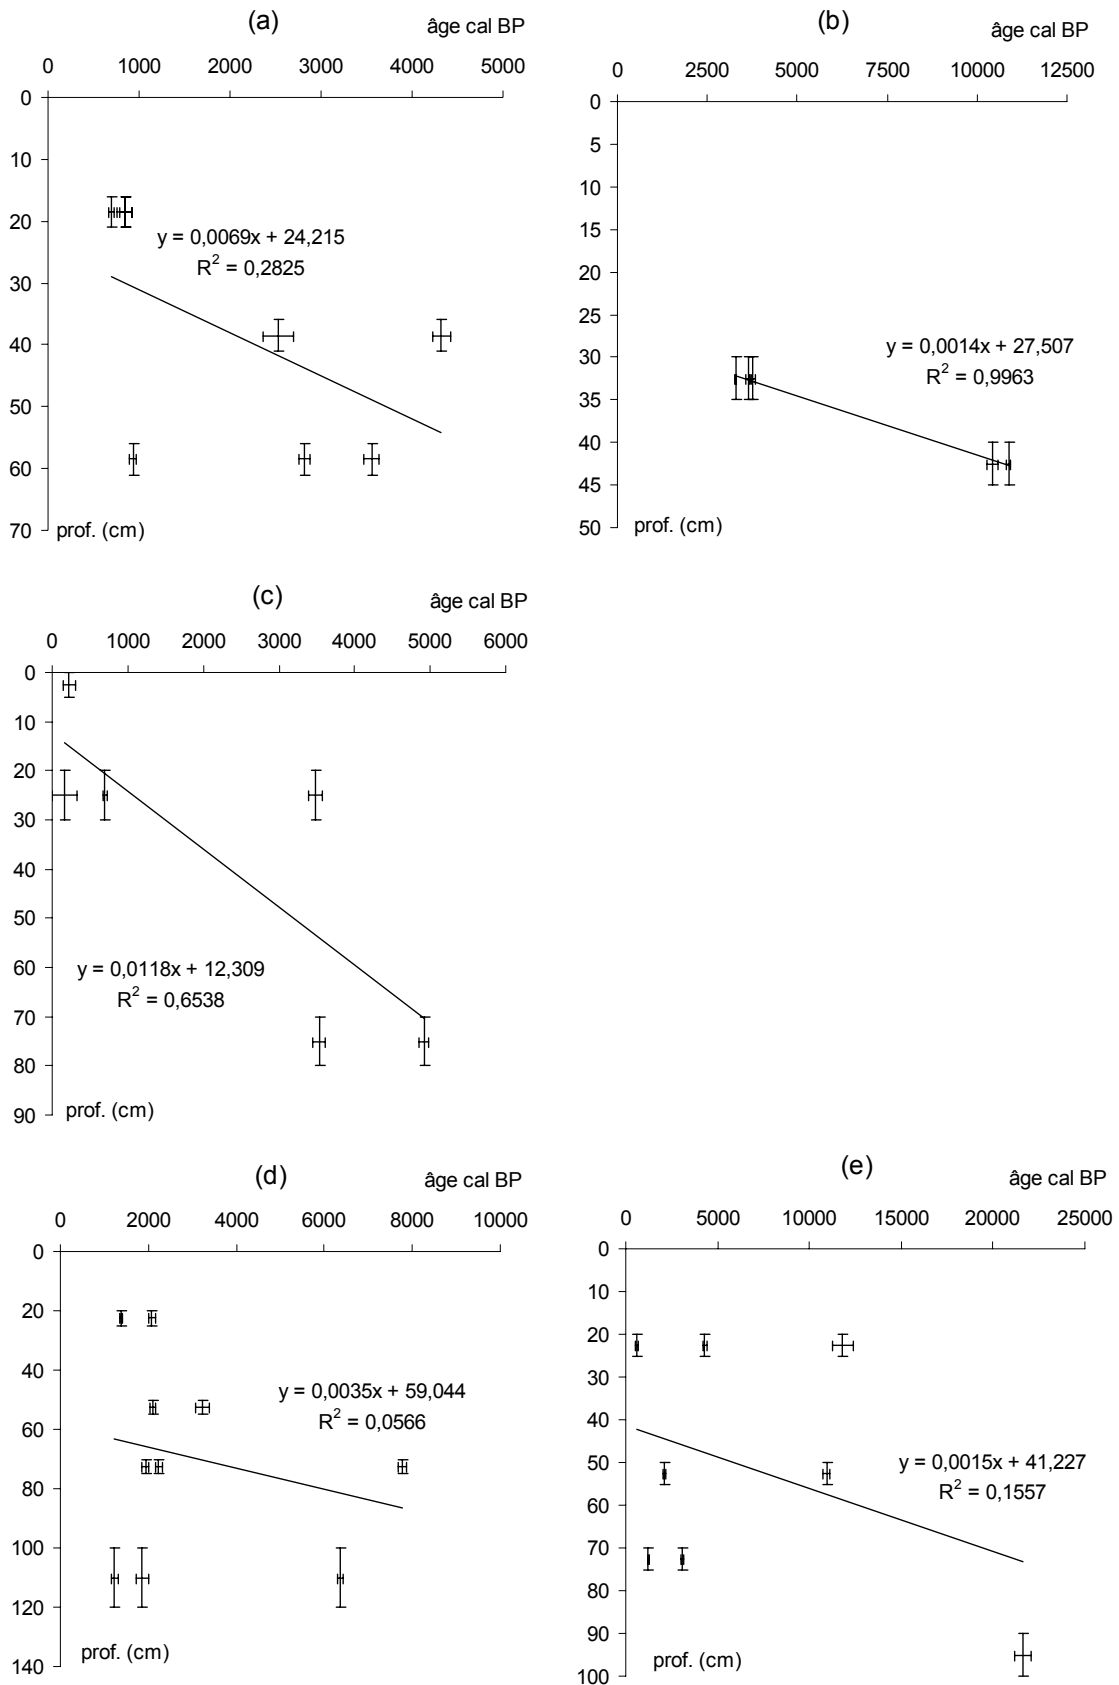 (a)
âge cal BP
0 1000 2000 3000 4000 5000
0
10
20
30
40
50
60
70
y = 0,0069x + 24,215
R² = 0,2825
prof. (cm)
(b)
âge cal BP
0 2500 5000 7500 10000 12500
0
5
10
15
20
25
30
35
40
45
50
y = 0,0014x + 27,507
R² = 0,9963
prof. (cm)
(c)
âge cal BP
0 1000 2000 3000 4000 5000 6000
0
10
20
30
40
50
60
70
80
90
y = 0,0118x + 12,309
R² = 0,6538
prof. (cm)
(d)
âge cal BP
0 2000 4000 6000 8000 10000
0
20
40
60
80
100
120
140
y = 0,0035x + 59,044
R² = 0,0566
prof. (cm)
(e)
âge cal BP
0 5000 10000 15000 20000 25000
0
10
20
30
40
50
60
70
80
90
100
y = 0,0015x + 41,227
R² = 0,1557
prof. (cm)